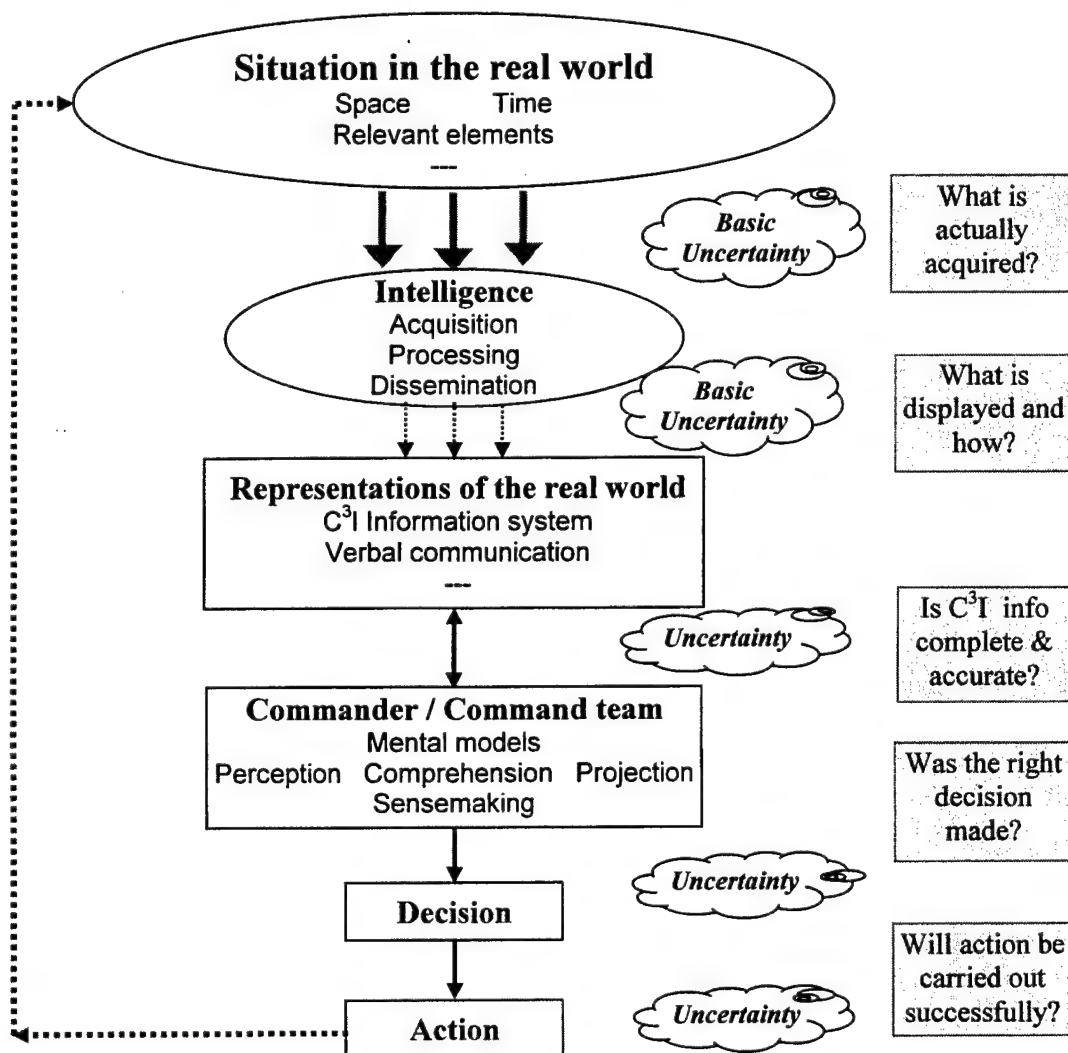 Situation in the real world
Space Time
Relevant elements
---
Basic
Uncertainty
What is
actually
acquired?
Intelligence
Acquisition
Processing
Dissemination
Basic
Uncertainty
What is
displayed and
how?
Representations of the real world
C³I Information system
Verbal communication
---
Uncertainty
Is C³I info
complete &
accurate?
Commander / Command team
Mental models
Perception Comprehension Projection
Sensemaking
Was the right
decision
made?
Uncertainty
Decision
Will action be
carried out
successfully?
Uncertainty
Action